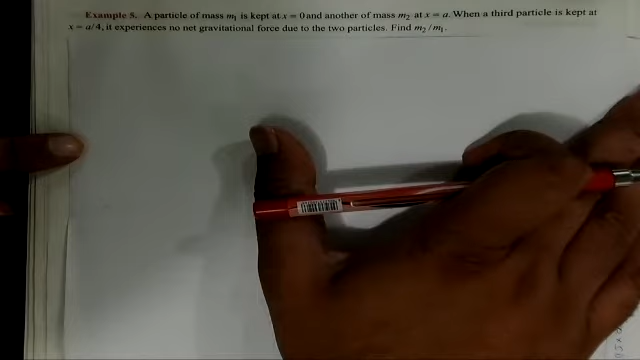 Example 5. A particle of mass m₁ is kept at x = 0 and another of mass m₂ at x = a. When a third particle is kept at
x = a/4, it experiences no net gravitational force due to the two particles. Find m₂/m₁.